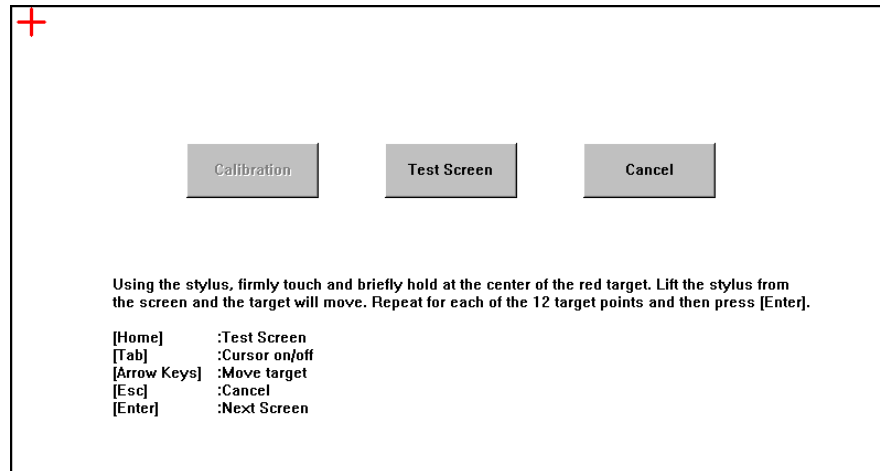 Calibration
Test Screen
Cancel
Using the stylus, firmly touch and briefly hold at the center of the red target. Lift the stylus from
the screen and the target will move. Repeat for each of the 12 target points and then press [Enter].
[Home] :Test Screen
[Tab] :Cursor on/off
[Arrow Keys] :Move target
[Esc] :Cancel
[Enter] :Next Screen